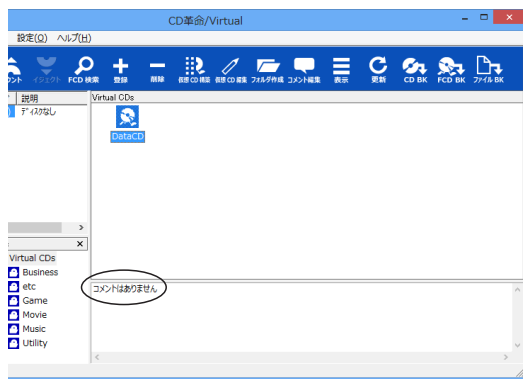 CD革命/Virtual
設定(O) ヘルプ(H)
ウント イジェクト FCD 検索 登録 削除 仮想 CD 構築 仮想 CD 編集 フォルダ作成 コメント編集 表示 更新 CD BK FCD BK ファイル BK
説明
ディスクなし
Virtual CDs
DataCD
Virtual CDs
Business
etc
Game
Movie
Music
Utility
コメントはありません